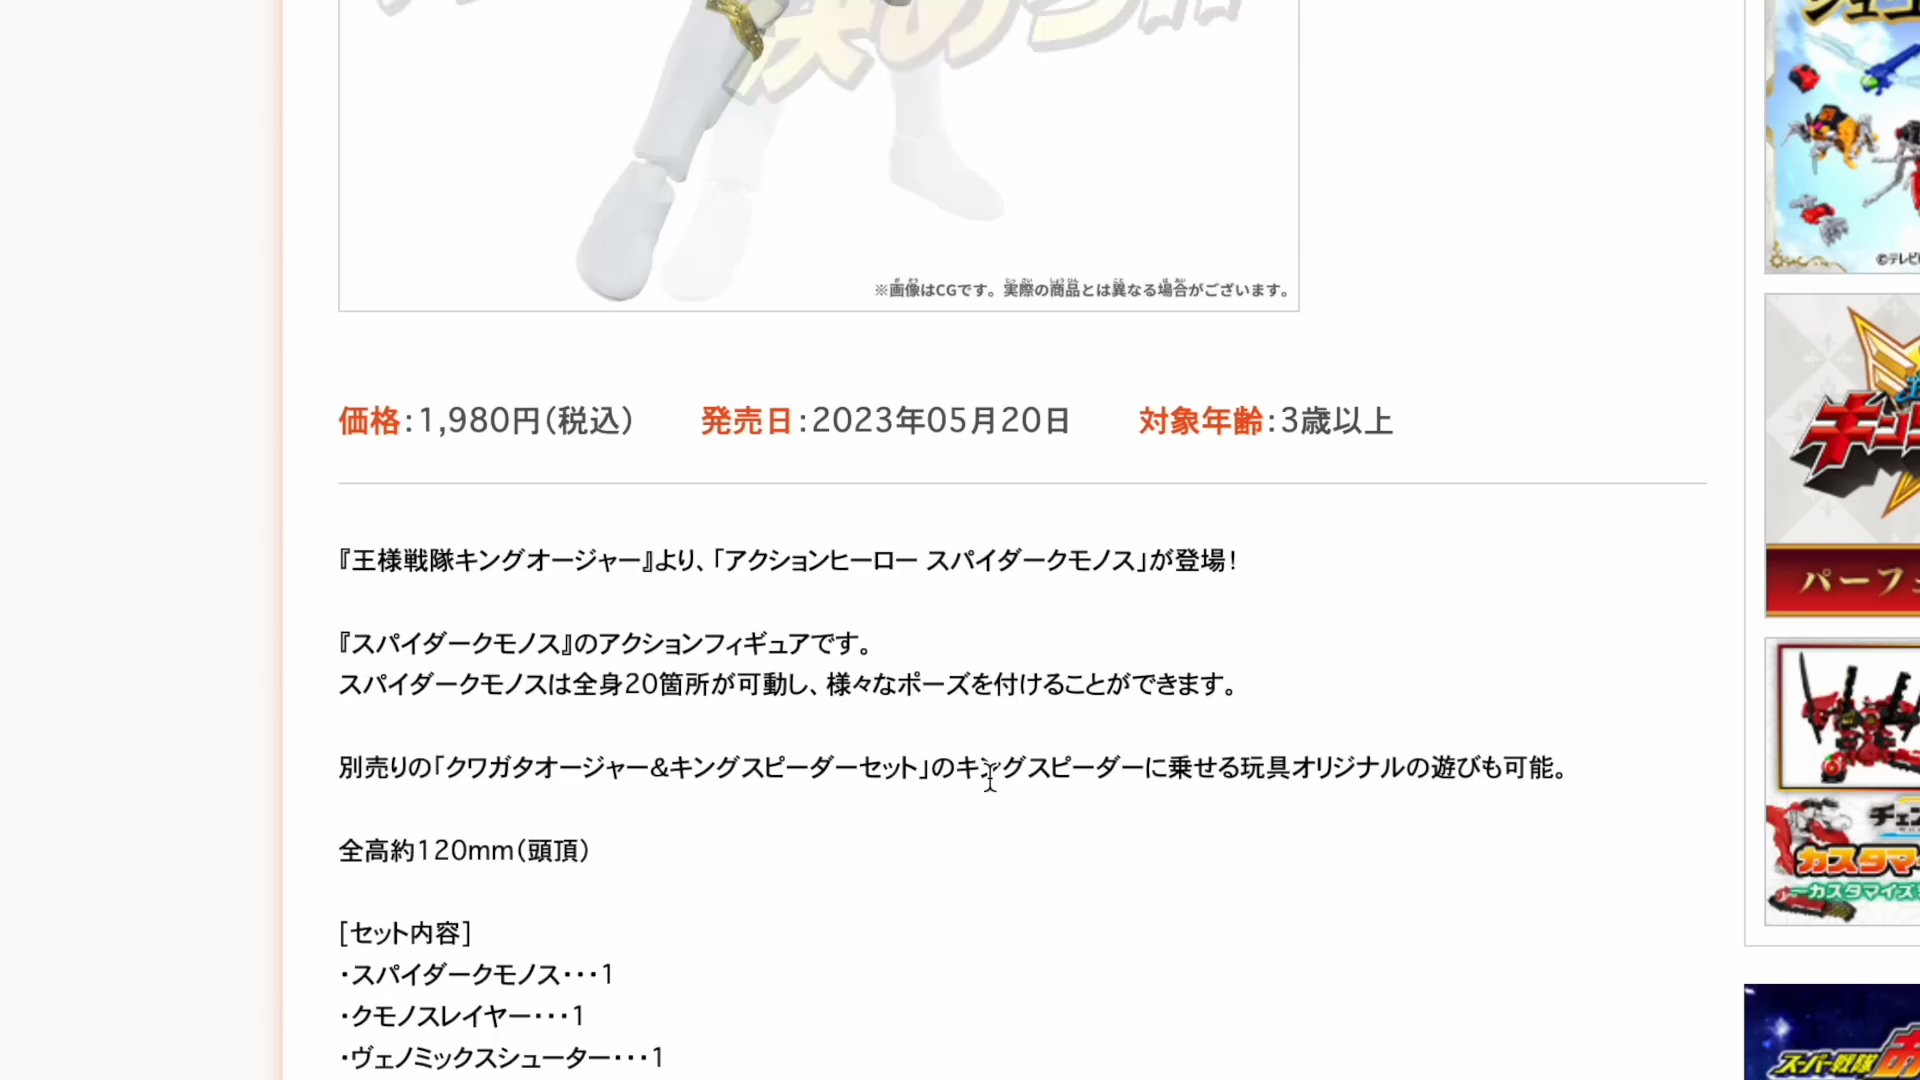 ※画像はCGです。実際の商品とは異なる場合がございます。
価格:1,980円(税込) 発売日:2023年05月20日 対象年齢:3歳以上
『王様戦隊キングオージャー』より、「アクションヒーロー スパイダークモノス」が登場!
『スパイダークモノス』のアクションフィギュアです。
スパイダークモノスは全身20箇所が可動し、様々なポーズを付けることができます。
別売りの「クワガタオージャー&キングスピーダーセット」のキングスピーダーに乗せる玩具オリジナルの遊びも可能。
全高約120mm(頭頂)
[セット内容]
・スパイダークモノス・・・1
・クモノスレイヤー・・・1
・ヴェノミックスシューター・・・1
©テレビ
キング
パーフ
チェ
カスタマ
カスタマイズ
スーパー戦隊